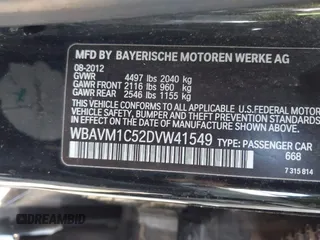 MFD BY BAYERISCHE MOTOREN WERKE AG
08-2012
GVWR 4497 lbs 2040 kg
GAWR FRONT 2116 lbs 960 kg
GAWR REAR 2546 lbs 1155 kg
THIS VEHICLE CONFORMS TO ALL APPLICABLE U.S.FEDERAL MOTOR
VEHICLE SAFETY, BUMPER AND THEFT PREVENTION STANDARDS
IN EFFECT ON THE DATE OF MANUFACTURE SHOWN ABOVE.
WBAVM1C52DVW41549 TYPE: PASSENGER CAR
668
7 315 814
DREAMBID